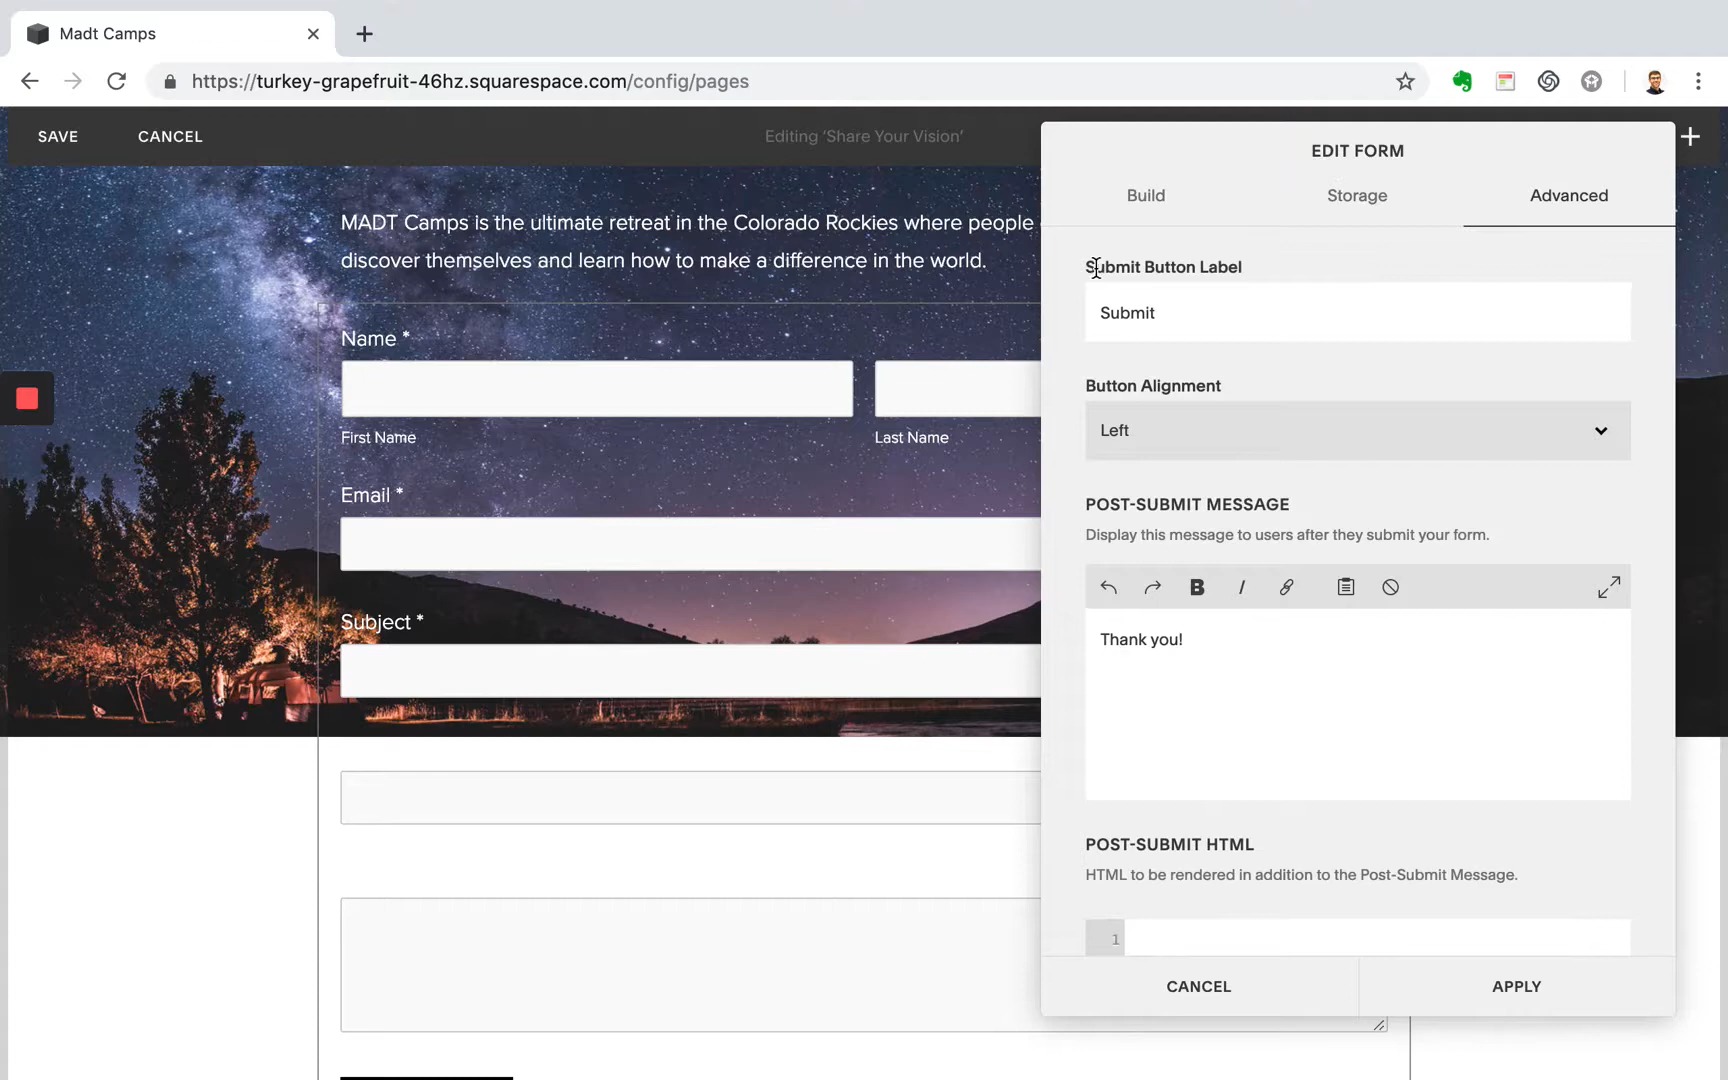 Madt Camps
https://turkey-grapefruit-46hz.squarespace.com/config/pages
SAVE
CANCEL
Editing ‘Share Your Vision’
MADT Camps is the ultimate retreat in the Colorado Rockies where people
discover themselves and learn how to make a difference in the world.
Name *
First Name
Last Name
Email *
Subject *
EDIT FORM
Build
Storage
Advanced
Submit Button Label
Submit
Button Alignment
Left
POST-SUBMIT MESSAGE
Display this message to users after they submit your form.
B I
Thank you!
POST-SUBMIT HTML
HTML to be rendered in addition to the Post-Submit Message.
1
CANCEL
APPLY